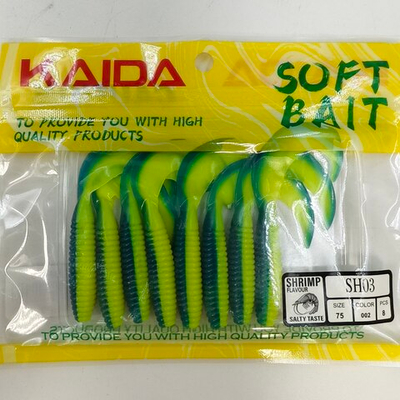 KAIDA
SOFT
BAIT
TO PROVIDE YOU WITH HIGH
QUALITY PRODUCTS
SHRIMP
FLAVOUR
SALTY TASTE
SH03
SIZE
COLOR
PCS
75
002
8
TO PROVIDE YOU WITH HIGH QUALITY PRODUCTS